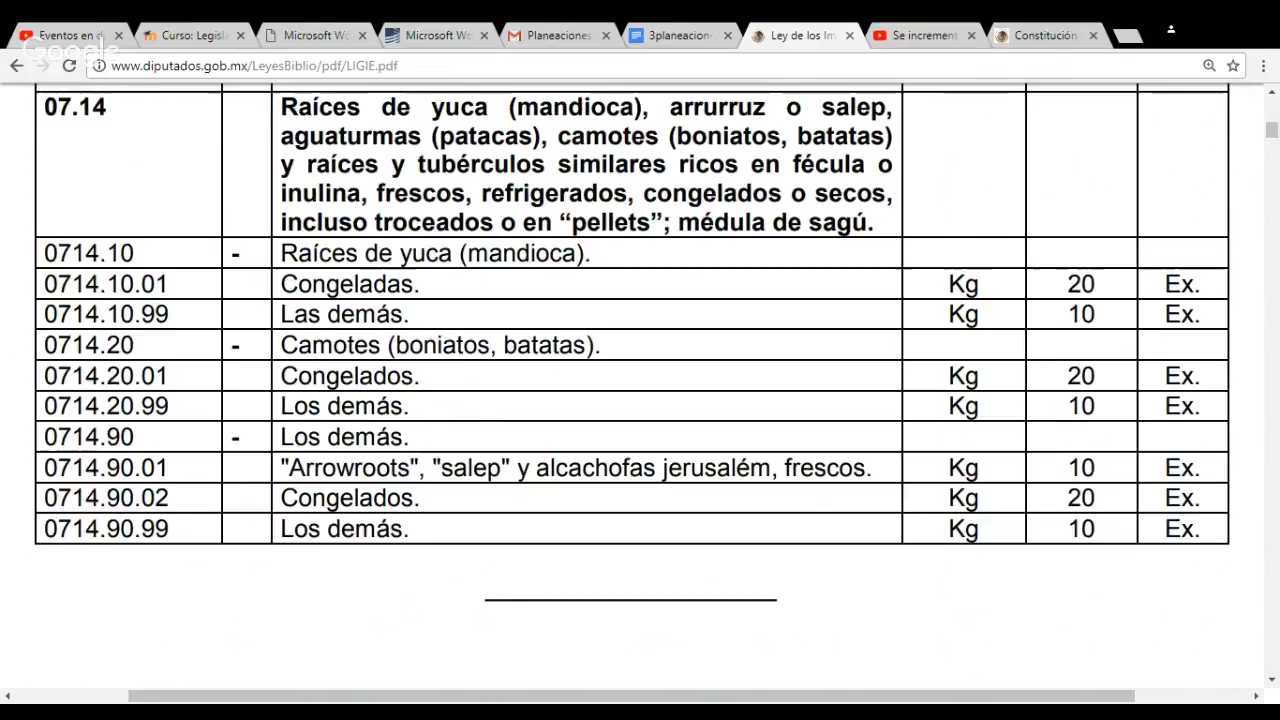 Eventos en d
Curso: Legisla
Microsoft Wo
Microsoft Wo
Planeaciones
3planeacion-
Ley de los Im
Se increment
Constitución
Google
www.diputados.gob.mx/LeyesBiblio/pdf/LIGIE.pdf
07.14 Raíces de yuca (mandioca), arrurruz o salep,
aguaturmas (patacas), camotes (boniatos, batatas)
y raíces y tubérculos similares ricos en fécula o
inulina, frescos, refrigerados, congelados o secos,
incluso troceados o en “pellets”; médula de sagú.
0714.10 - Raíces de yuca (mandioca).
0714.10.01 Congeladas. Kg 20 Ex.
0714.10.99 Las demás. Kg 10 Ex.
0714.20 - Camotes (boniatos, batatas).
0714.20.01 Congelados. Kg 20 Ex.
0714.20.99 Los demás. Kg 10 Ex.
0714.90 - Los demás.
0714.90.01 "Arrowroots", "salep" y alcachofas jerusalém, frescos. Kg 10 Ex.
0714.90.02 Congelados. Kg 20 Ex.
0714.90.99 Los demás. Kg 10 Ex.